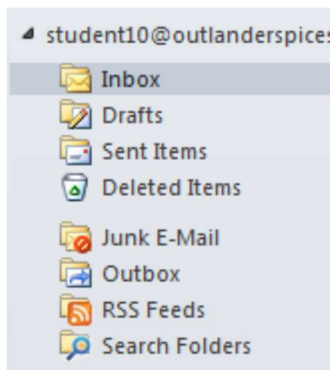 student10@outlanderspices
Inbox
Drafts
Sent Items
Deleted Items
Junk E-Mail
Outbox
RSS Feeds
Search Folders